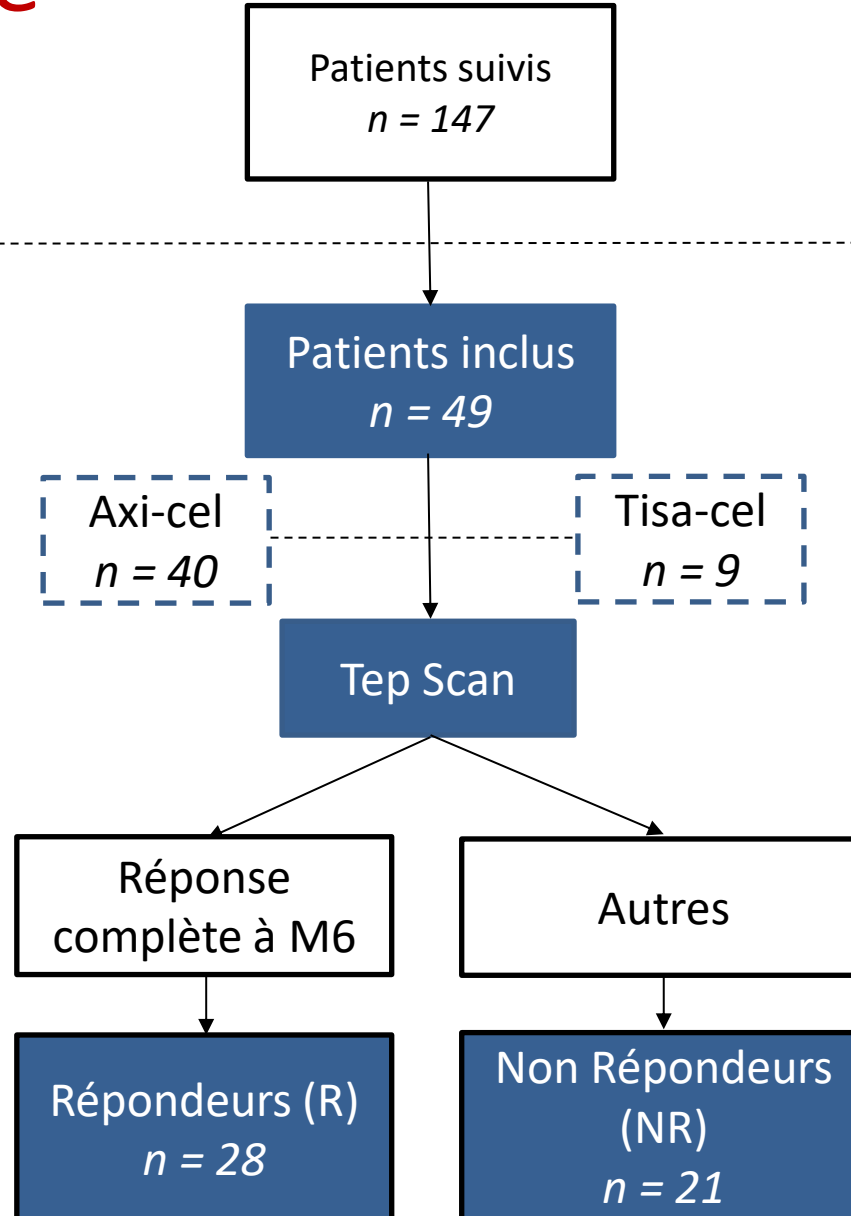 Patients suivis
n = 147
Patients inclus
n = 49
Axi-cel
n = 40
Tisa-cel
n = 9
Tep Scan
Réponse
complète à M6
Autres
Répondeurs (R)
n = 28
Non Répondeurs
(NR)
n = 21